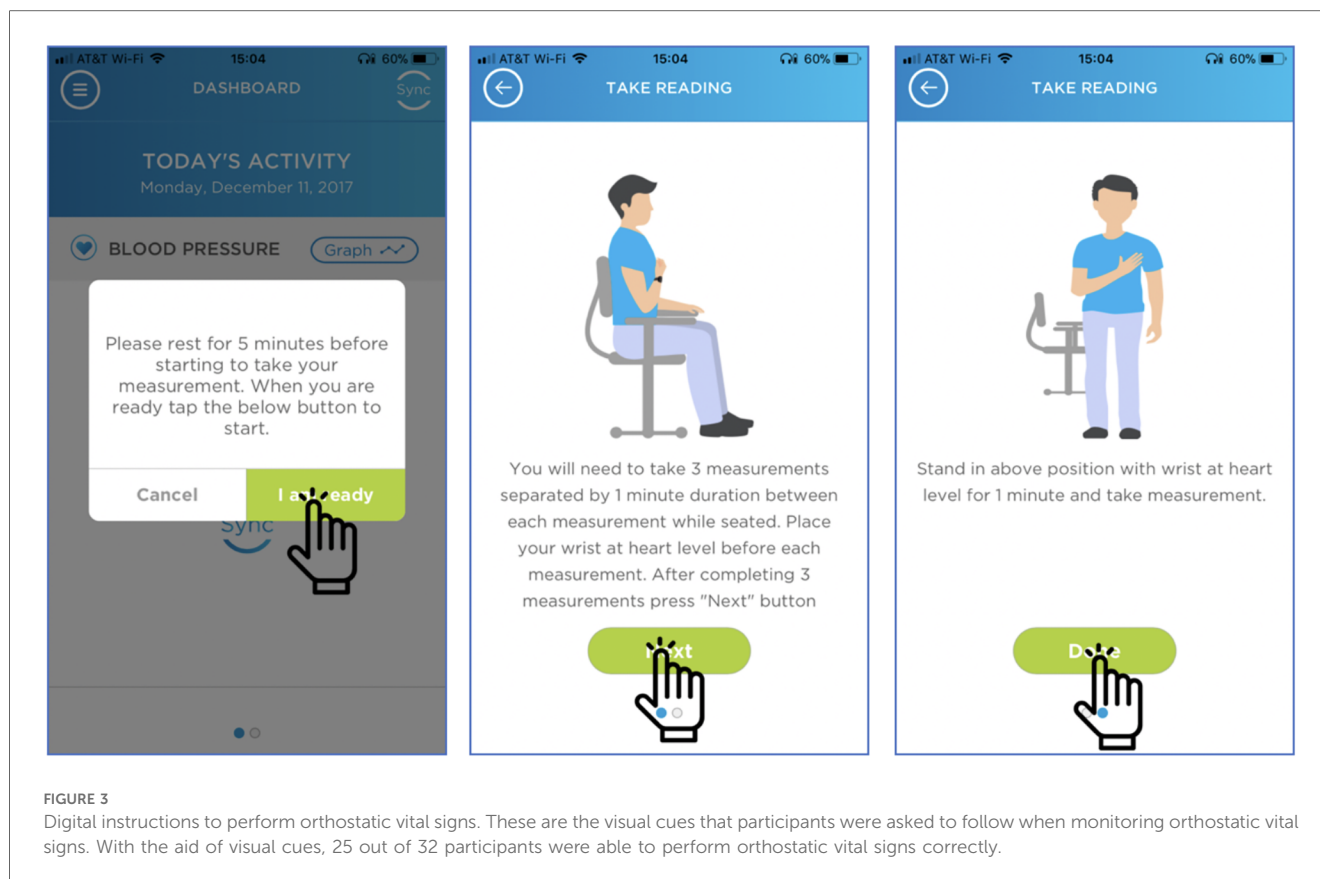 AT&T Wi-Fi 15:04 60%
DASHBOARD Sync
TODAY'S ACTIVITY
Monday, December 11, 2017
BLOOD PRESSURE Graph
Please rest for 5 minutes before
starting to take your
measurement. When you are
ready tap the below button to
start.
Cancel I am ready
Sync
AT&T Wi-Fi 15:04 60%
TAKE READING
You will need to take 3 measurements
separated by 1 minute duration between
each measurement while seated. Place
your wrist at heart level before each
measurement. After completing 3
measurements press "Next" button
Next
AT&T Wi-Fi 15:04 60%
TAKE READING
Stand in above position with wrist at heart
level for 1 minute and take measurement.
Done
FIGURE 3
Digital instructions to perform orthostatic vital signs. These are the visual cues that participants were asked to follow when monitoring orthostatic vital
signs. With the aid of visual cues, 25 out of 32 participants were able to perform orthostatic vital signs correctly.